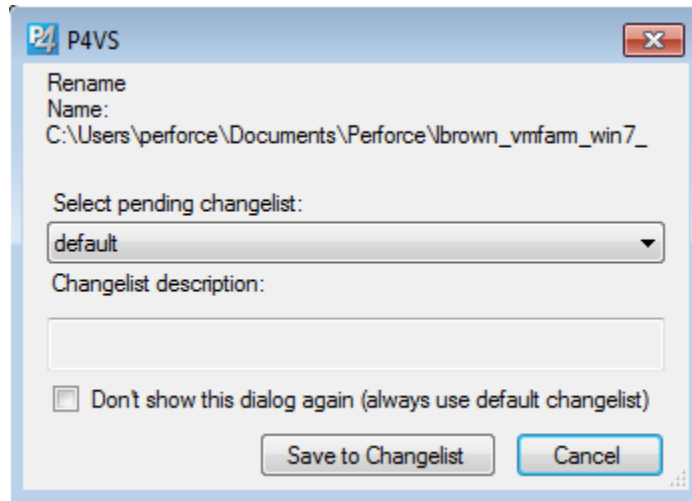 P4 P4VS
Rename
Name:
C:\Users\perforce\Documents\Perforce\lbrown_vmfarm_win7_
Select pending changelist:
default
Changelist description:
Don't show this dialog again (always use default changelist)
Save to Changelist Cancel